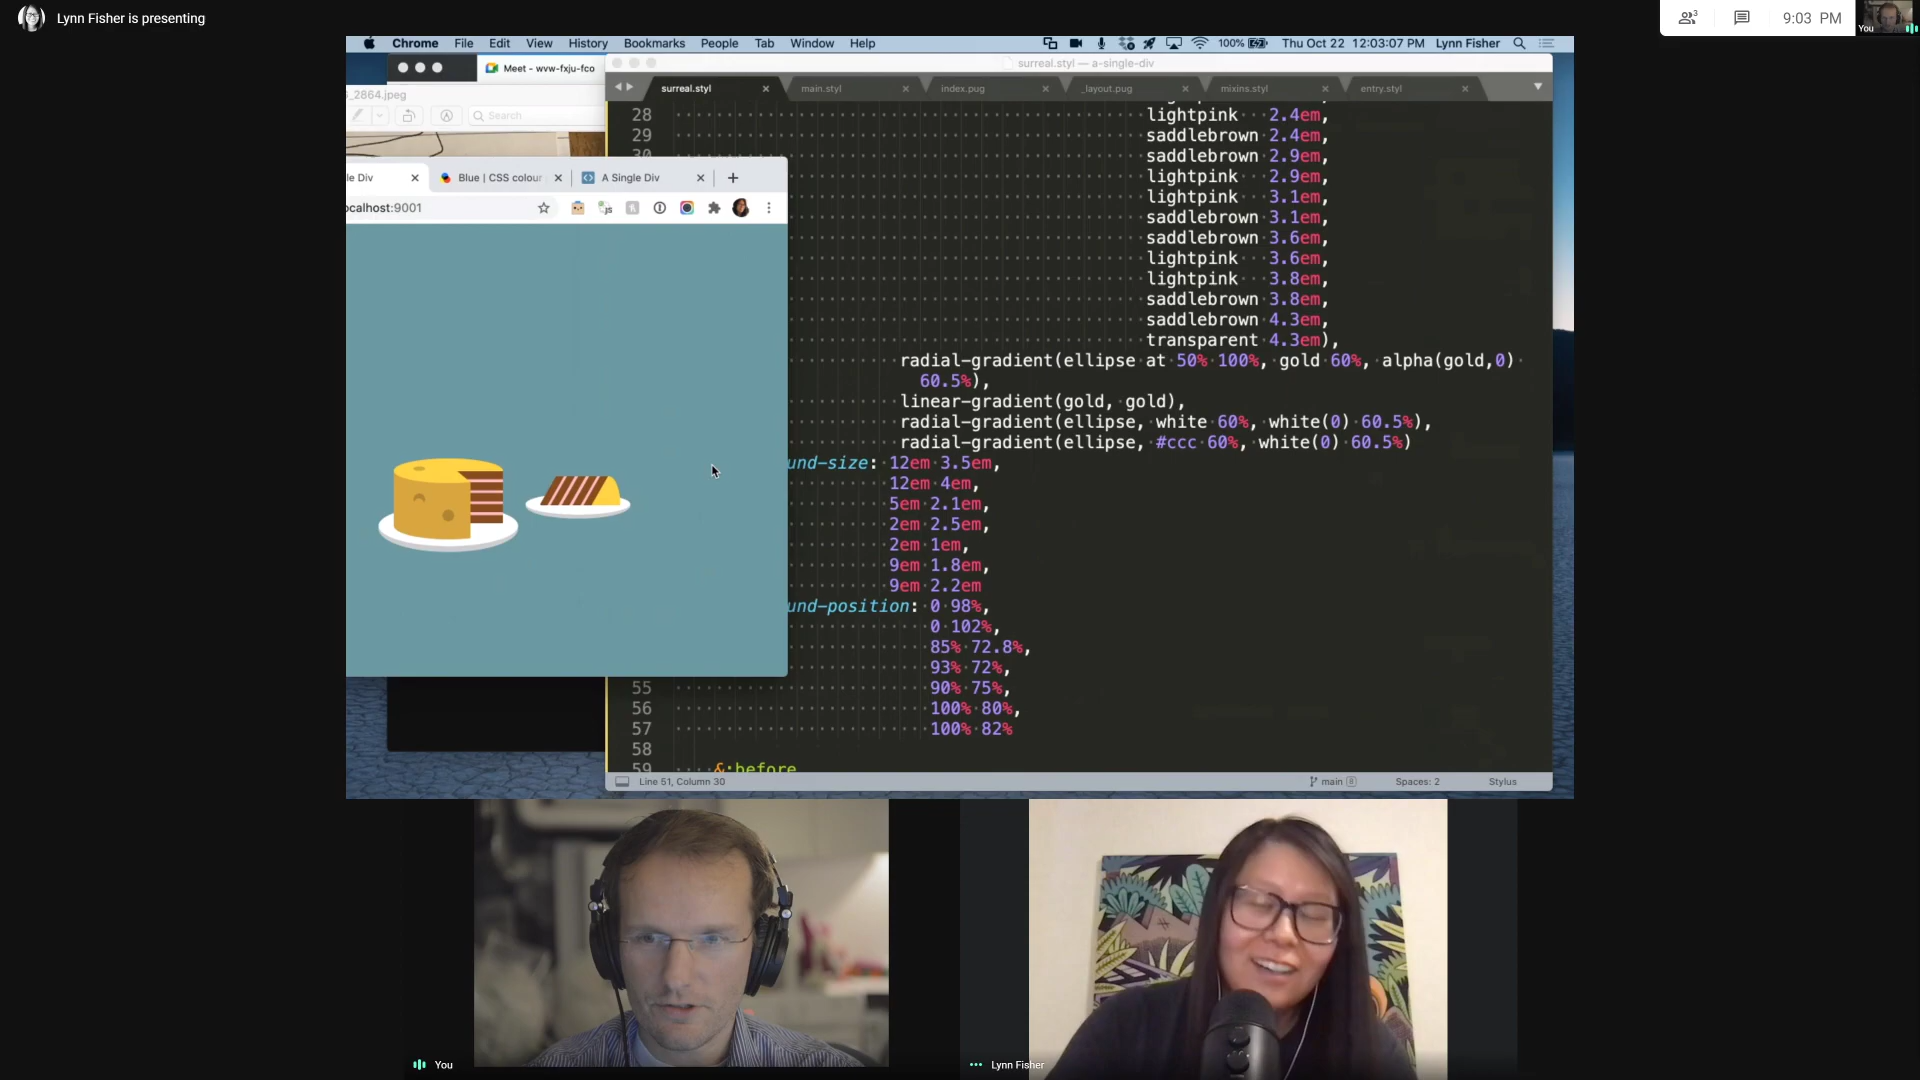 Lynn Fisher is presenting
3
9:03 PM
You
Chrome File Edit View History Bookmarks People Tab Window Help
100% Thu Oct 22 12:03:07 PM Lynn Fisher
Meet - wvw-fxju-fco
surreal.styl — a-single-div
_2864.jpeg
surreal.styl main.styl index.pug _layout.pug mixins.styl entry.styl
Search
28 lightpink 2.4em,
29 saddlebrown 2.4em,
30 saddlebrown 2.9em,
lightpink 2.9em,
lightpink 3.1em,
saddlebrown 3.1em,
saddlebrown 3.6em,
lightpink 3.6em,
lightpink 3.8em,
saddlebrown 3.8em,
saddlebrown 4.3em,
transparent 4.3em),
le Div Blue | CSS colour A Single Div
ocalhost:9001
radial-gradient(ellipse at 50% 100%, gold 60%, alpha(gold,0)
60.5%),
linear-gradient(gold, gold),
radial-gradient(ellipse, white 60%, white(0) 60.5%),
radial-gradient(ellipse, #ccc 60%, white(0) 60.5%)
und-size: 12em 3.5em,
12em 4em,
5em 2.1em,
2em 2.5em,
2em 1em,
9em 1.8em,
9em 2.2em
und-position: 0 98%,
0 102%,
85% 72.8%,
93% 72%,
55 90% 75%,
56 100% 80%,
57 100% 82%
58
59 &:before
Line 51, Column 30 main 8 Spaces: 2 Stylus
You
Lynn Fisher